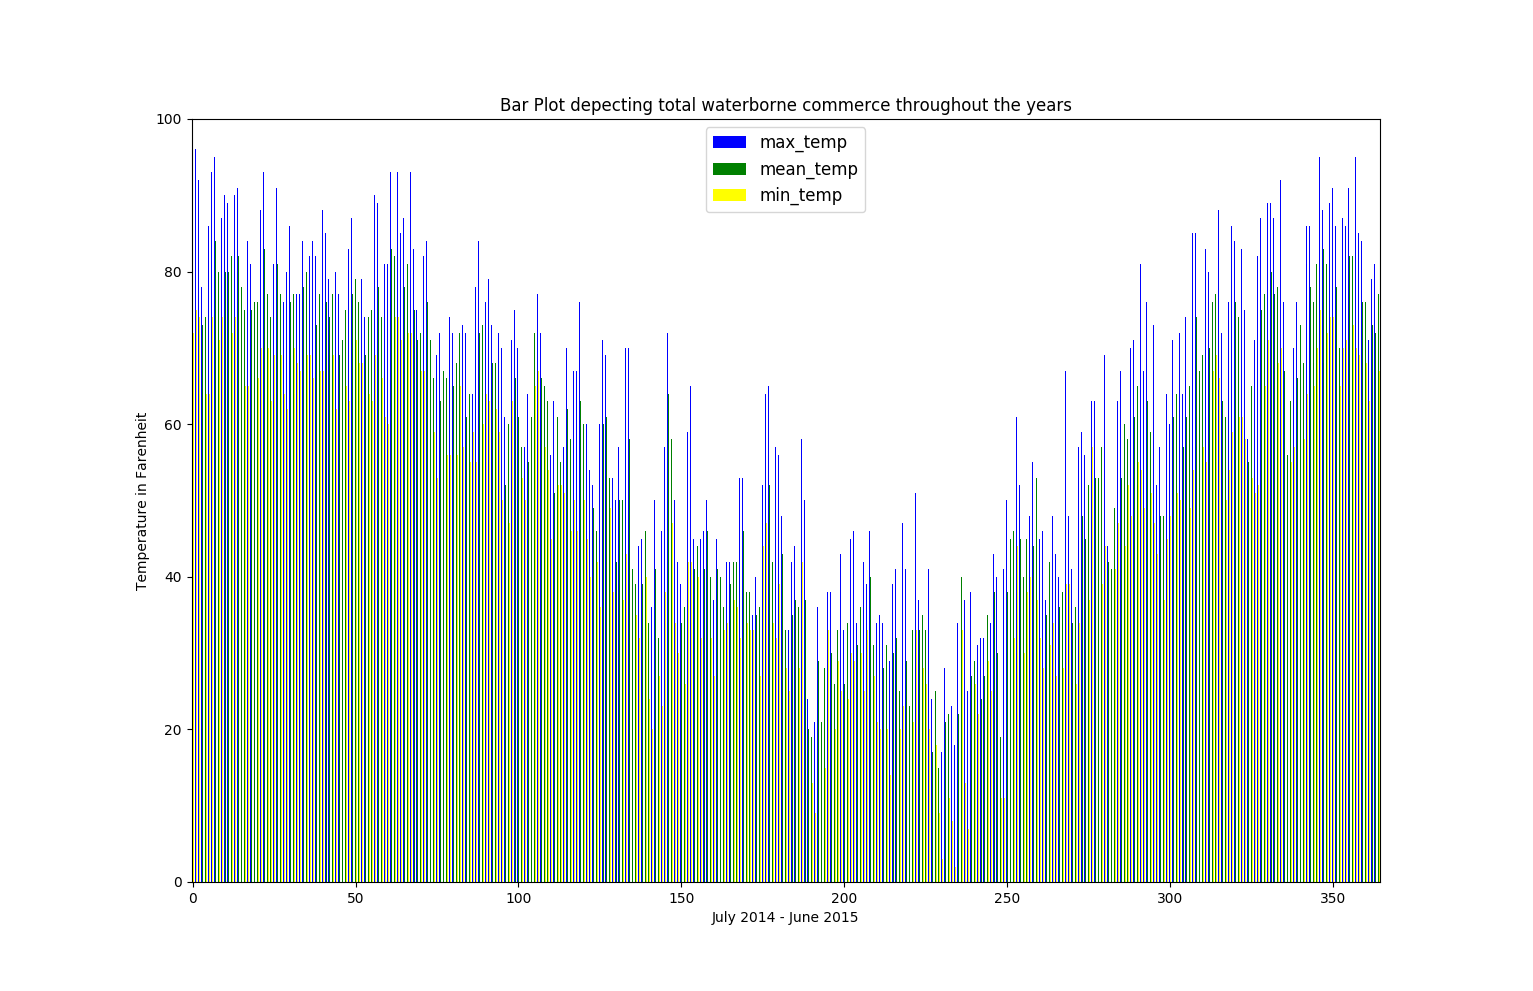 Bar Plot depecting total waterborne commerce throughout the years
100
80
60
40
20
0
Temperature in Farenheit
max_temp
mean_temp
min_temp
0 50 100 150 200 250 300 350
July 2014 - June 2015